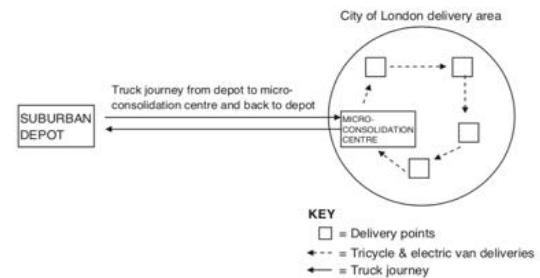 City of London delivery area
Truck journey from depot to micro-
consolidation centre and back to depot
SUBURBAN
DEPOT
MICRO-
CONSOLIDATION
CENTRE
KEY
= Delivery points
= Tricycle & electric van deliveries
= Truck journey